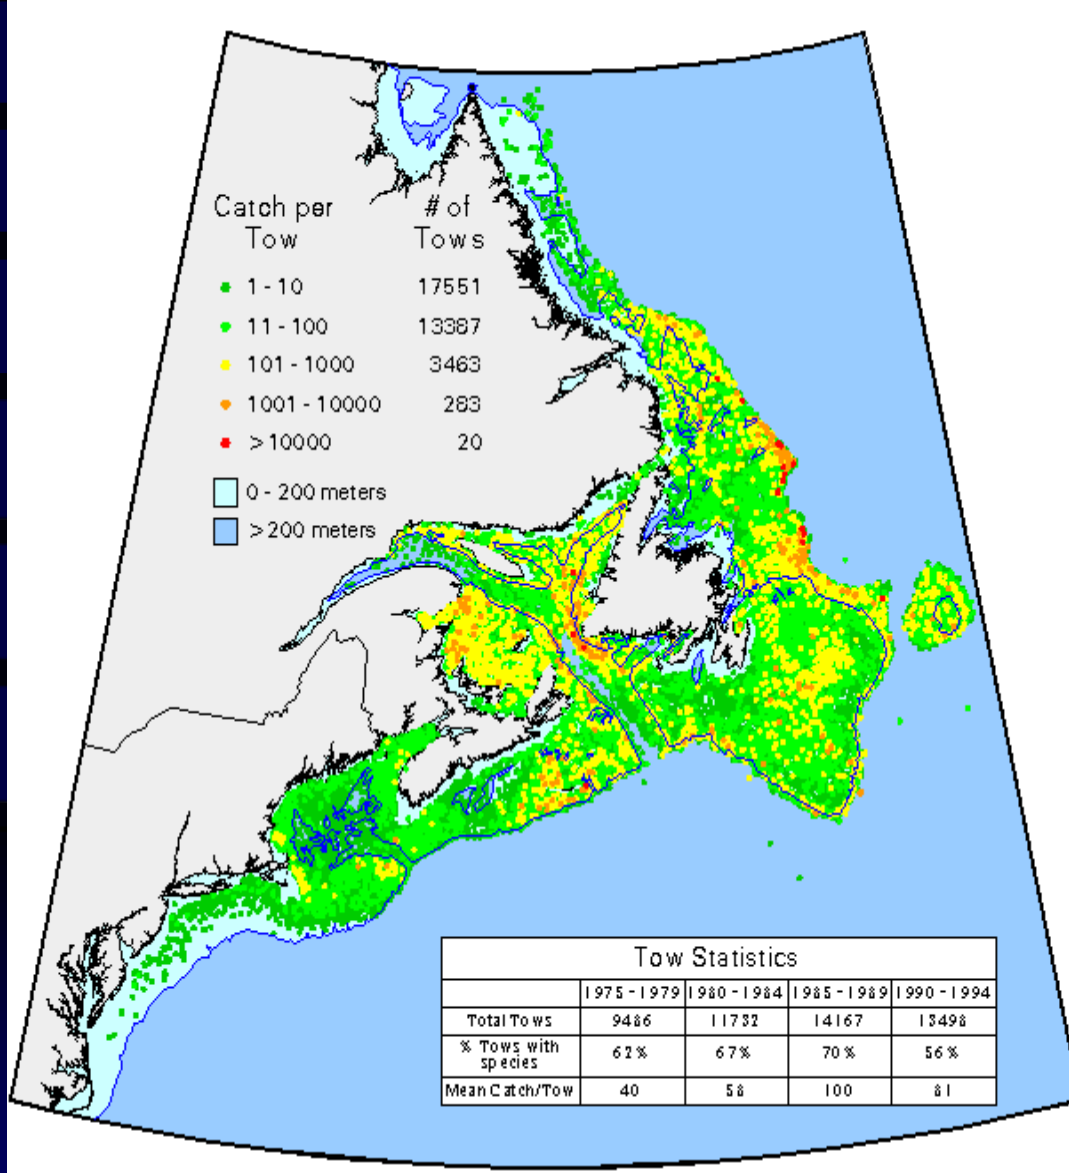 Catch per Tow # of Tows
1 - 10 17551
11 - 100 13387
101 - 1000 3463
1001 - 10000 283
> 10000 20
0 - 200 meters
> 200 meters
Tow Statistics
1975 - 1979 1980 - 1984 1985 - 1989 1990 - 1994
Total Tows 9486 11732 14167 13498
% Tows with species 62% 67% 70% 56%
Mean Catch/Tow 40 58 100 81